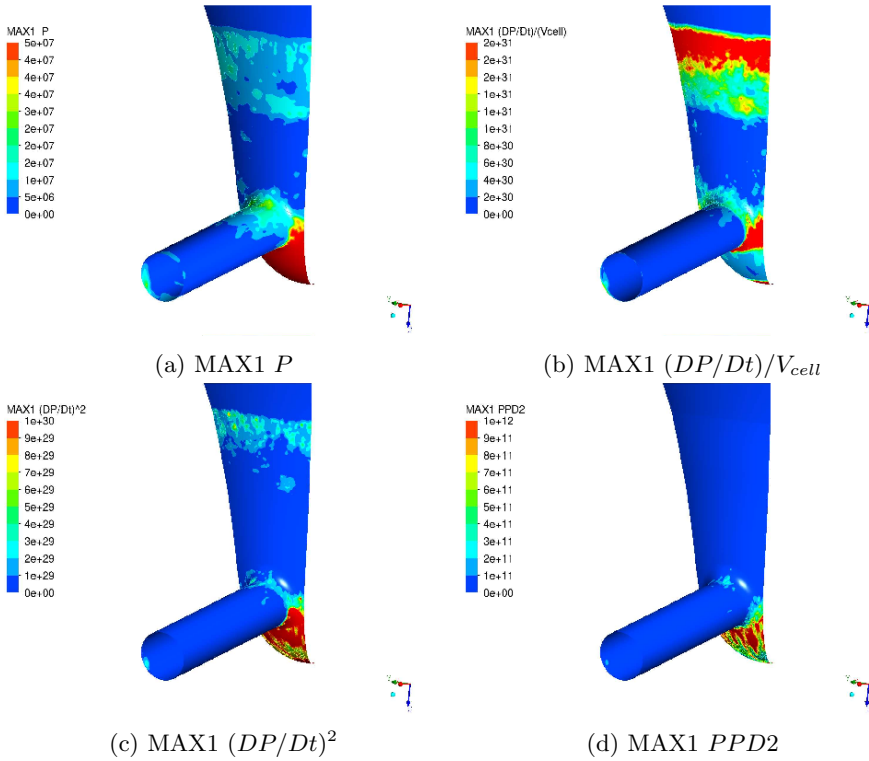 MAX1 P
5e+07
4e+07
4e+07
4e+07
3e+07
2e+07
2e+07
2e+07
1e+07
5e+06
0e+00
(a) MAX1 P
MAX1 (DP/Dt)/(Vcell)
2e+31
2e+31
2e+31
1e+31
1e+31
1e+31
8e+30
6e+30
4e+30
2e+30
0e+00
(b) MAX1 (DP/Dt)/Vcell
MAX1 (DP/Dt)^2
1e+30
9e+29
8e+29
7e+29
6e+29
5e+29
4e+29
3e+29
2e+29
1e+29
0e+00
(c) MAX1 (DP/Dt)²
MAX1 PPD2
1e+12
9e+11
8e+11
7e+11
6e+11
5e+11
4e+11
3e+11
2e+11
1e+11
0e+00
(d) MAX1 PPD2